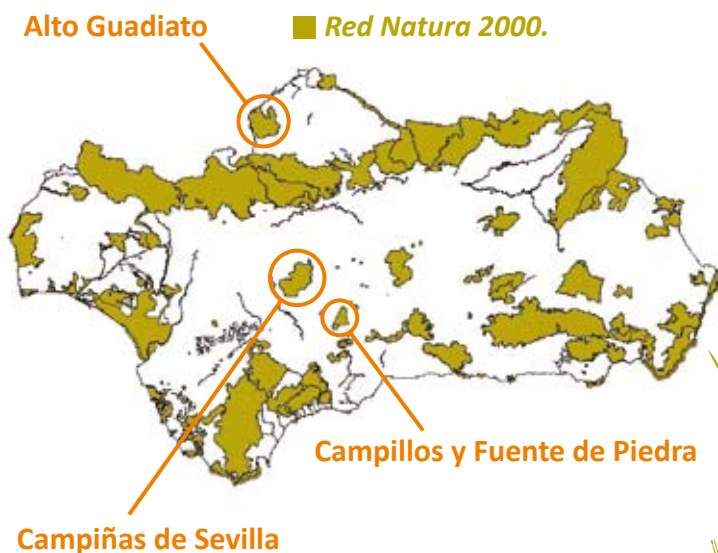 Alto Guadiato
Red Natura 2000.
Campillos y Fuente de Piedra
Campiñas de Sevilla